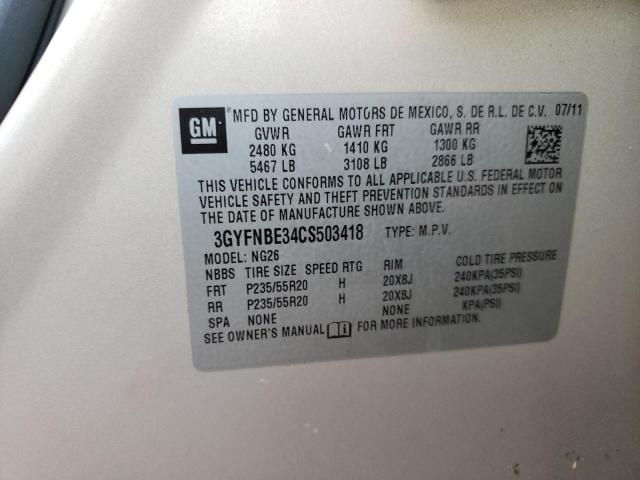 GM ® MFD BY GENERAL MOTORS DE MEXICO, S. DE R.L. DE C.V. 07/11
GVWR GAWR FRT GAWR RR
2480 KG 1410 KG 1300 KG
5467 LB 3108 LB 2866 LB
THIS VEHICLE CONFORMS TO ALL APPLICABLE U.S. FEDERAL MOTOR
VEHICLE SAFETY AND THEFT PREVENTION STANDARDS IN EFFECT ON
THE DATE OF MANUFACTURE SHOWN ABOVE.
3GYFNBE34CS503418 TYPE: M.P.V.
MODEL: NG26
NBBS TIRE SIZE SPEED RTG RIM COLD TIRE PRESSURE
FRT P235/55R20 H 20X8J 240KPA(35PSI)
RR P235/55R20 H 20X8J 240KPA(35PSI)
SPA NONE NONE KPA(PSI)
SEE OWNER'S MANUAL FOR MORE INFORMATION.